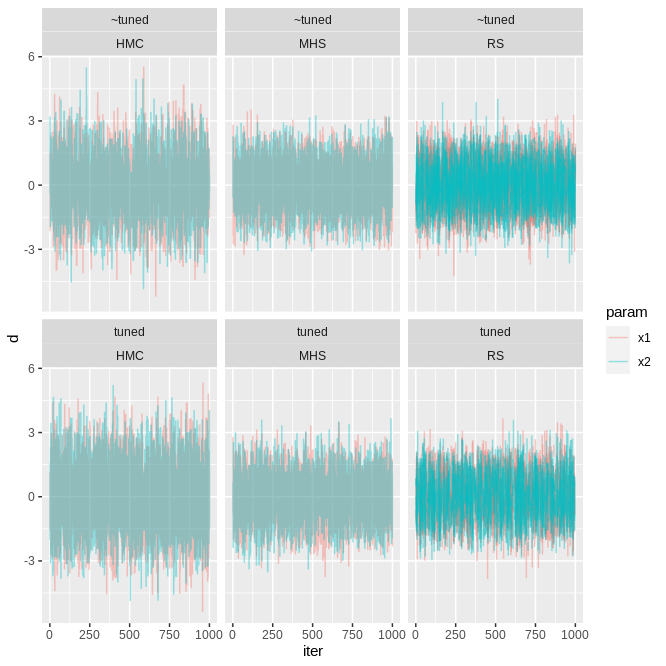 ~tuned ~tuned ~tuned
HMC MHS RS
6
3
0
-3
tuned tuned tuned
HMC MHS RS
6
3
0
-3
0 250 500 750 1000 0 250 500 750 1000 0 250 500 750 1000
iter
d
param
x1
x2